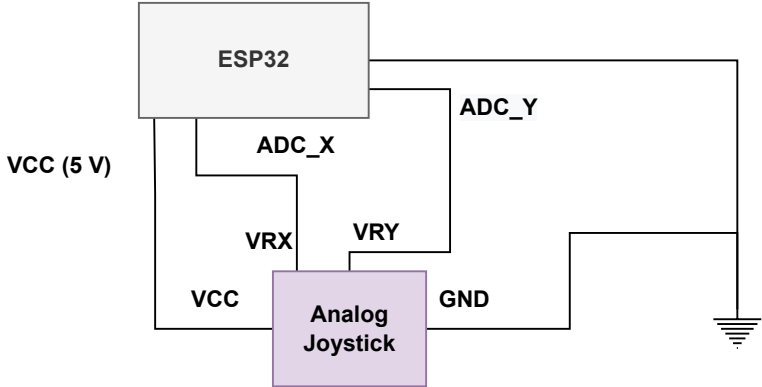 ESP32
ADC_Y
ADC_X
VCC (5 V)
VRX
VRY
VCC
GND
Analog
Joystick